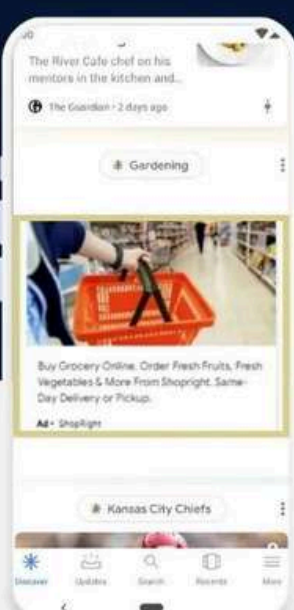 The River Cafe chef on his
mentors in the kitchen and...
The Guardian • 2 days ago
Gardening
Buy Grocery Online. Order Fresh Fruits, Fresh
Vegetables & More From Shopright. Same-
Day Delivery or Pickup.
Ad • ShopRight
Kansas City Chiefs
Discover Updates Search Recents More